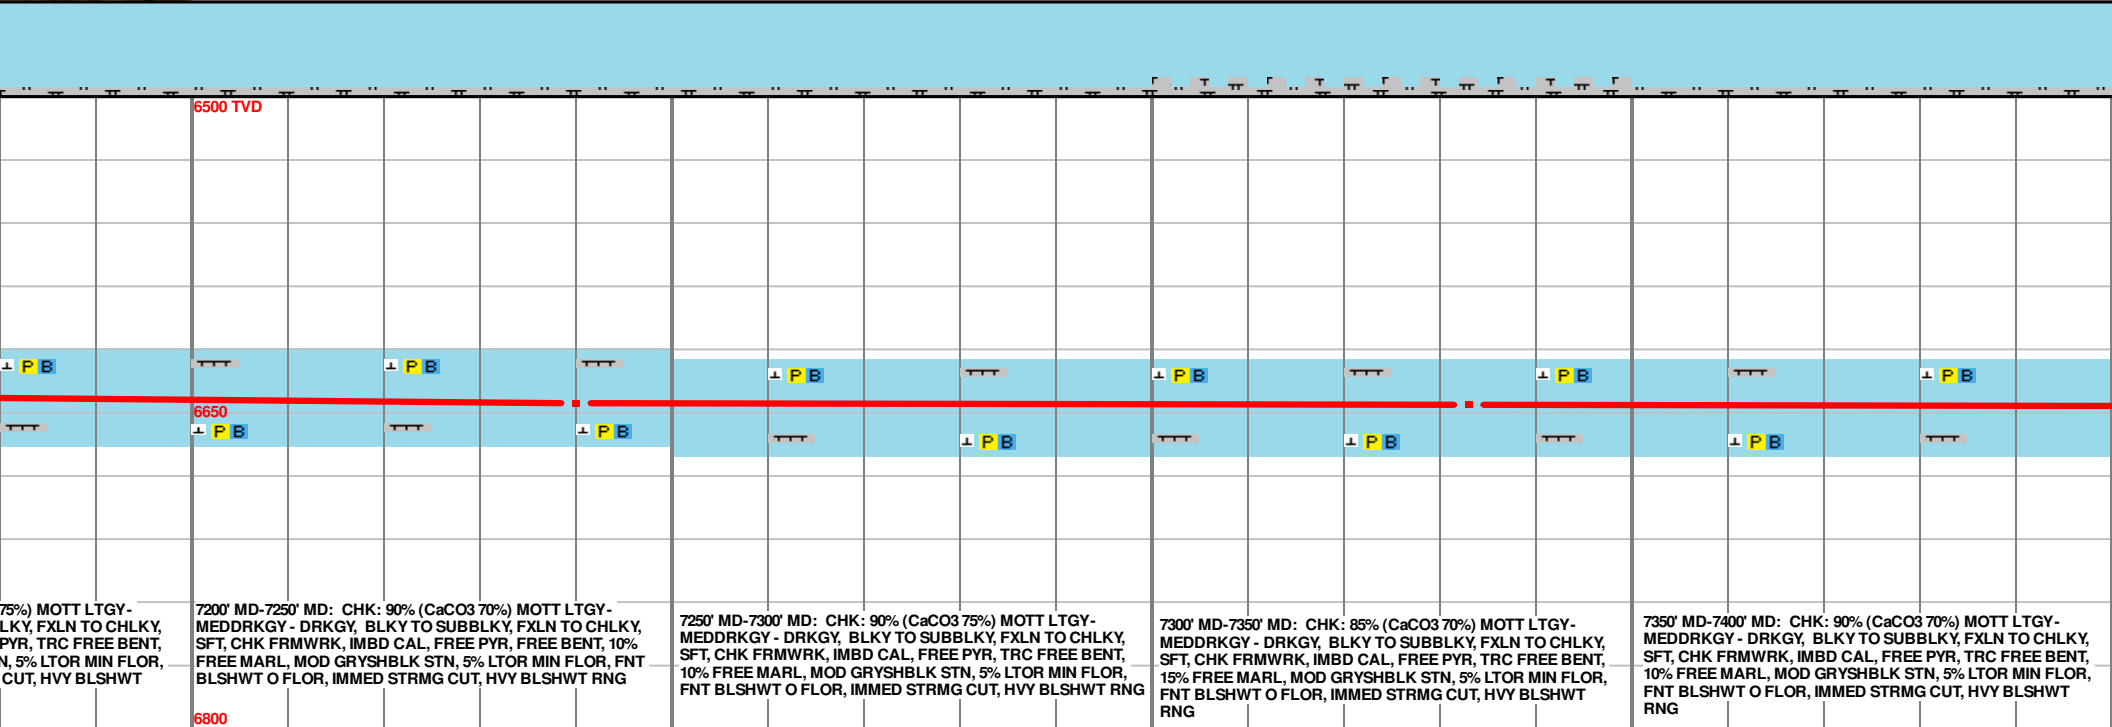 6500 TVD
P B
P B
P B
P B
P B
P B
6650
P B
P B
P B
P B
P B
75%) MOTT LTGY-
LKY, FXLN TO CHLKY,
PYR, TRC FREE BENT,
N, 5% LTOR MIN FLOR,
CUT, HVY BLSHWT
7200' MD-7250' MD: CHK: 90% (CaCO3 70%) MOTT LTGY-
MEDDRKGY - DRKGY, BLKY TO SUBBLKY, FXLN TO CHLKY,
SFT, CHK FRMWRK, IMBD CAL, FREE PYR, FREE BENT, 10%
FREE MARL, MOD GRYSHBLK STN, 5% LTOR MIN FLOR, FNT
BLSHWT O FLOR, IMMED STRMG CUT, HVY BLSHWT RNG
7250' MD-7300' MD: CHK: 90% (CaCO3 75%) MOTT LTGY-
MEDDRKGY - DRKGY, BLKY TO SUBBLKY, FXLN TO CHLKY,
SFT, CHK FRMWRK, IMBD CAL, FREE PYR, TRC FREE BENT,
10% FREE MARL, MOD GRYSHBLK STN, 5% LTOR MIN FLOR,
FNT BLSHWT O FLOR, IMMED STRMG CUT, HVY BLSHWT RNG
7300' MD-7350' MD: CHK: 85% (CaCO3 70%) MOTT LTGY-
MEDDRKGY - DRKGY, BLKY TO SUBBLKY, FXLN TO CHLKY,
SFT, CHK FRMWRK, IMBD CAL, FREE PYR, TRC FREE BENT,
15% FREE MARL, MOD GRYSHBLK STN, 5% LTOR MIN FLOR,
FNT BLSHWT O FLOR, IMMED STRMG CUT, HVY BLSHWT
RNG
7350' MD-7400' MD: CHK: 90% (CaCO3 70%) MOTT LTGY-
MEDDRKGY - DRKGY, BLKY TO SUBBLKY, FXLN TO CHLKY,
SFT, CHK FRMWRK, IMBD CAL, FREE PYR, TRC FREE BENT,
10% FREE MARL, MOD GRYSHBLK STN, 5% LTOR MIN FLOR,
FNT BLSHWT O FLOR, IMMED STRMG CUT, HVY BLSHWT
RNG
6800